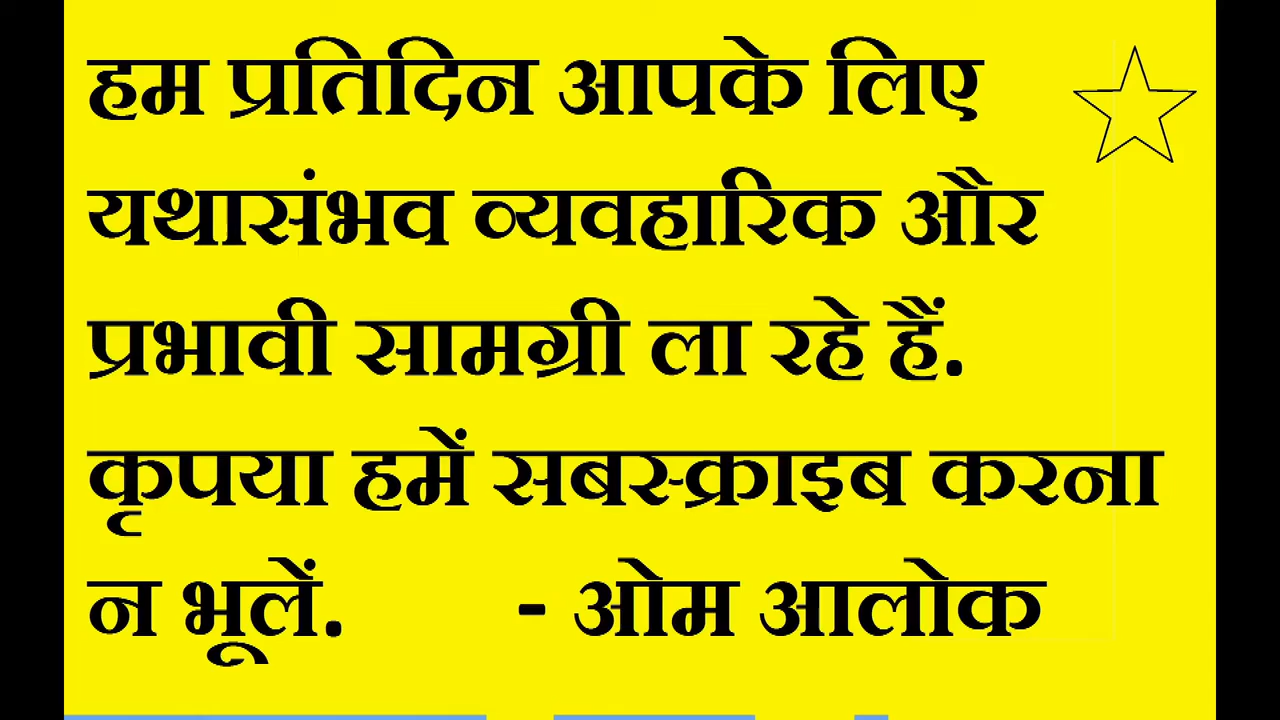 हम प्रतिदिन आपके लिए
यथासंभव व्यवहारिक और
प्रभावी सामग्री ला रहे हैं.
कृपया हमें सबस्क्राइब करना
न भूलें. - ओम आलोक